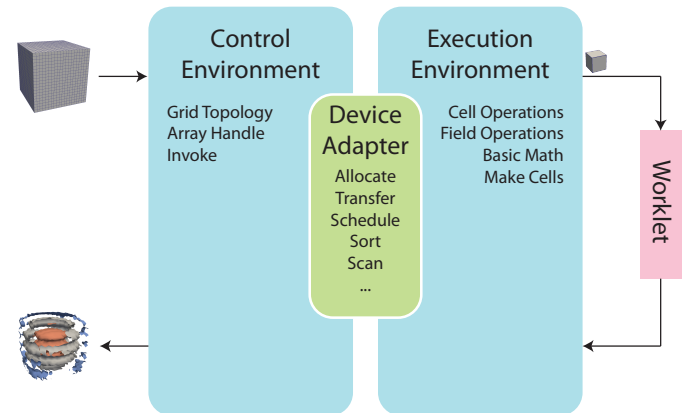 Control
Environment
Grid Topology
Array Handle
Invoke
Device
Adapter
Allocate
Transfer
Schedule
Sort
Scan
...
Execution
Environment
Cell Operations
Field Operations
Basic Math
Make Cells
Worklet